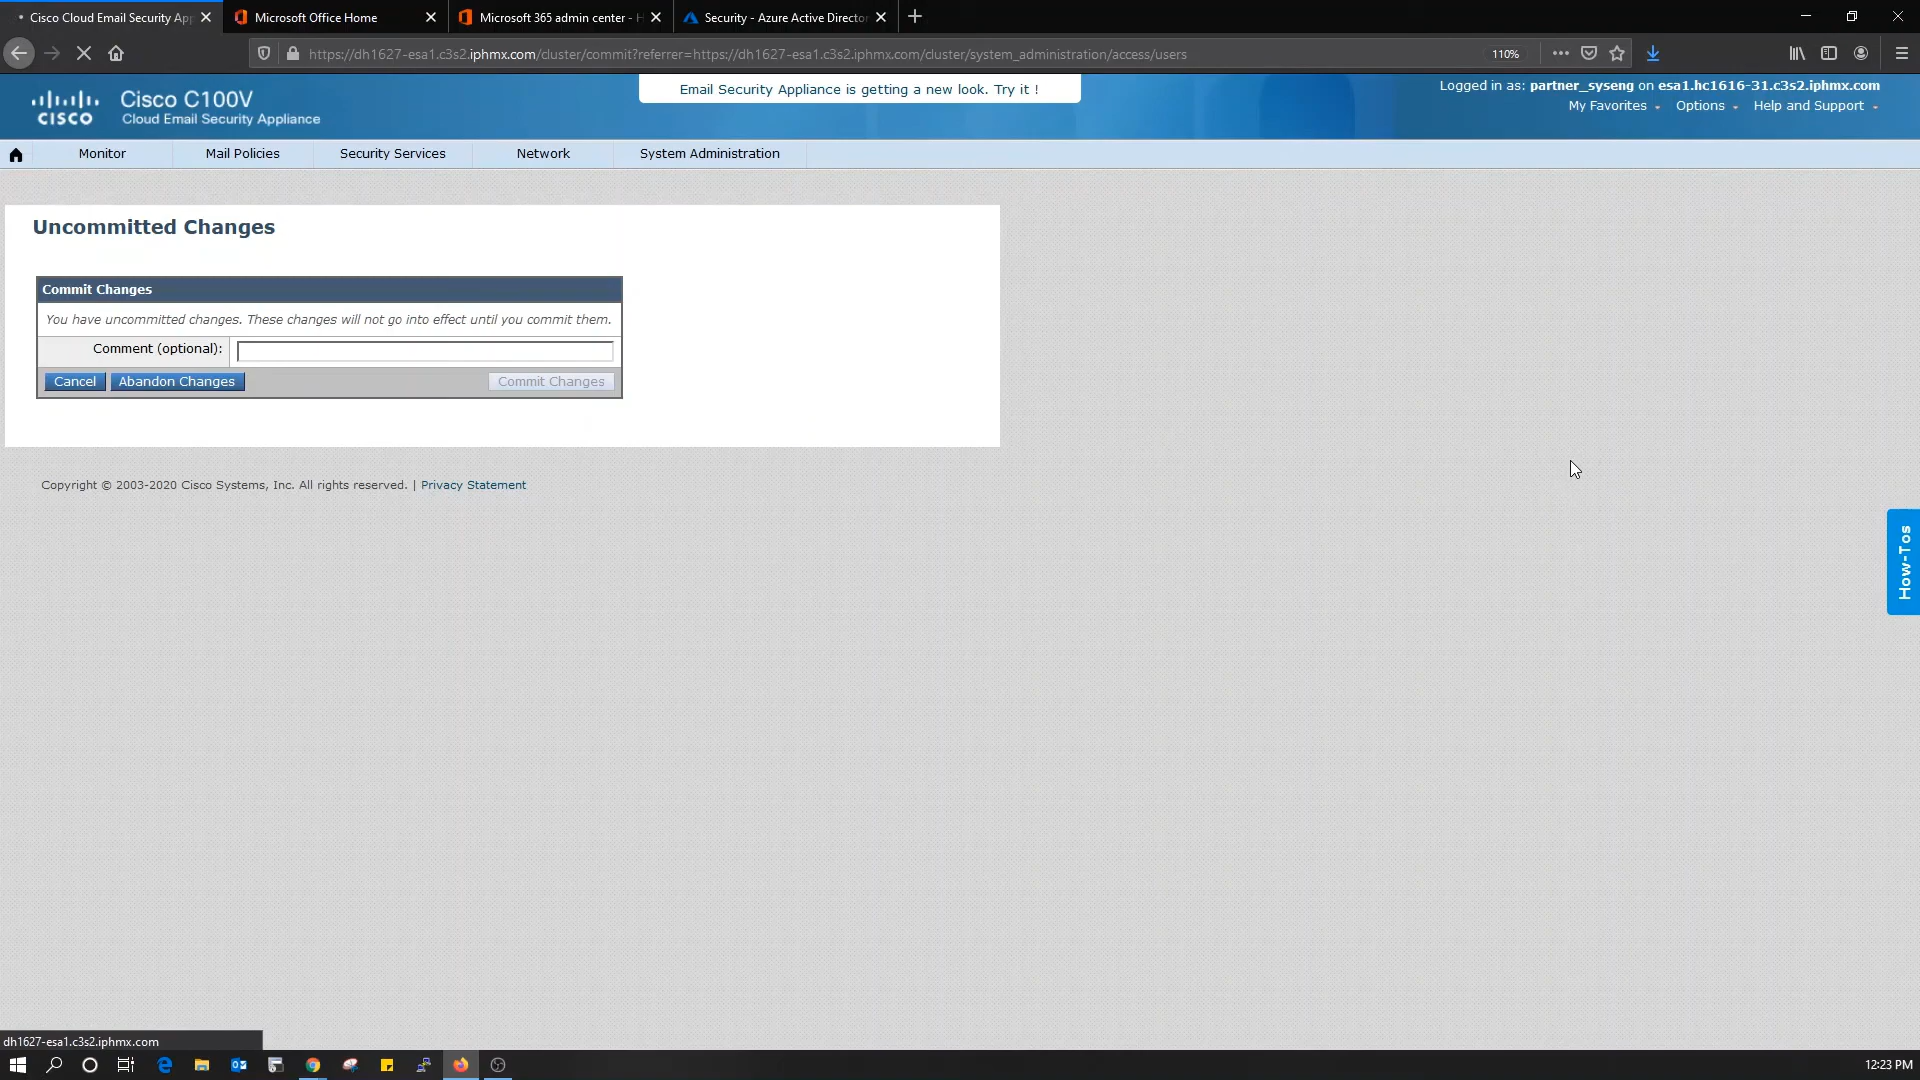 Cisco Cloud Email Security App
Microsoft Office Home
Microsoft 365 admin center - H
Security - Azure Active Director
https://dh1627-esa1.c3s2.iphmx.com/cluster/commit?referrer=https://dh1627-esa1.c3s2.iphmx.com/cluster/system_administration/access/users
110%
Email Security Appliance is getting a new look. Try it !
Logged in as: partner_syseng on esa1.hc1616-31.c3s2.iphmx.com
CISCO
Cisco C100V
Cloud Email Security Appliance
My Favorites
Options
Help and Support
Monitor
Mail Policies
Security Services
Network
System Administration
Uncommitted Changes
Commit Changes
You have uncommitted changes. These changes will not go into effect until you commit them.
Comment (optional):
Cancel
Abandon Changes
Commit Changes
Copyright © 2003-2020 Cisco Systems, Inc. All rights reserved. | Privacy Statement
How-Tos
dh1627-esa1.c3s2.iphmx.com
12:23 PM